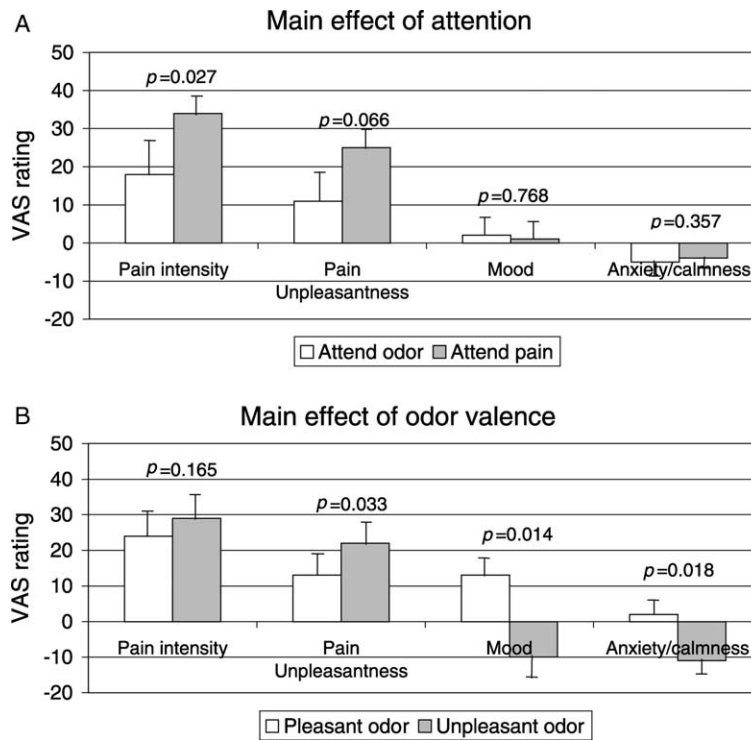 A
Main effect of attention
VAS rating
50
40
30
20
10
0
-10
-20
p=0.027
p=0.066
p=0.768
p=0.357
Pain intensity
Pain
Unpleasantness
Mood
Anxiety/calmness
Attend odor
Attend pain
B
Main effect of odor valence
VAS rating
50
40
30
20
10
0
-10
-20
p=0.165
p=0.033
p=0.014
p=0.018
Pain intensity
Pain
Unpleasantness
Mood
Anxiety/calmness
Pleasant odor
Unpleasant odor